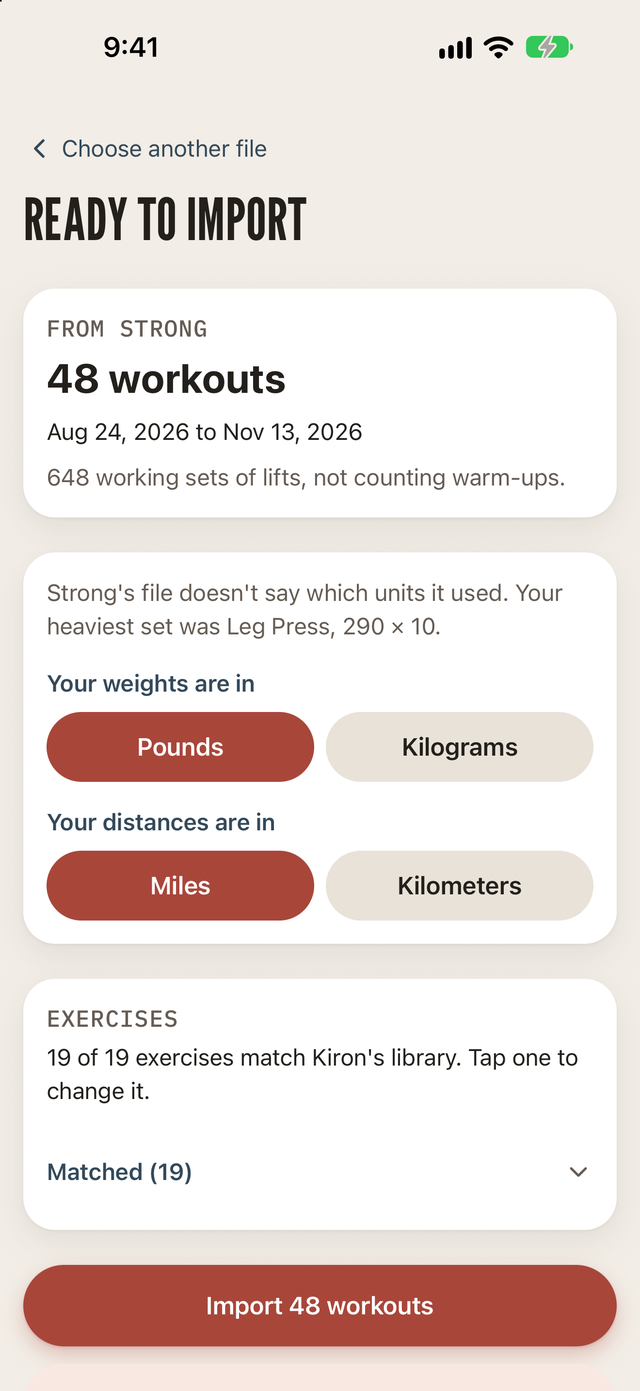 9:41
Choose another file
READY TO IMPORT
FROM STRONG
48 workouts
Aug 24, 2026 to Nov 13, 2026
648 working sets of lifts, not counting warm-ups.
Strong's file doesn't say which units it used. Your
heaviest set was Leg Press, 290 × 10.
Your weights are in
Pounds
Kilograms
Your distances are in
Miles
Kilometers
EXERCISES
19 of 19 exercises match Kiron's library. Tap one to
change it.
Matched (19)
Import 48 workouts